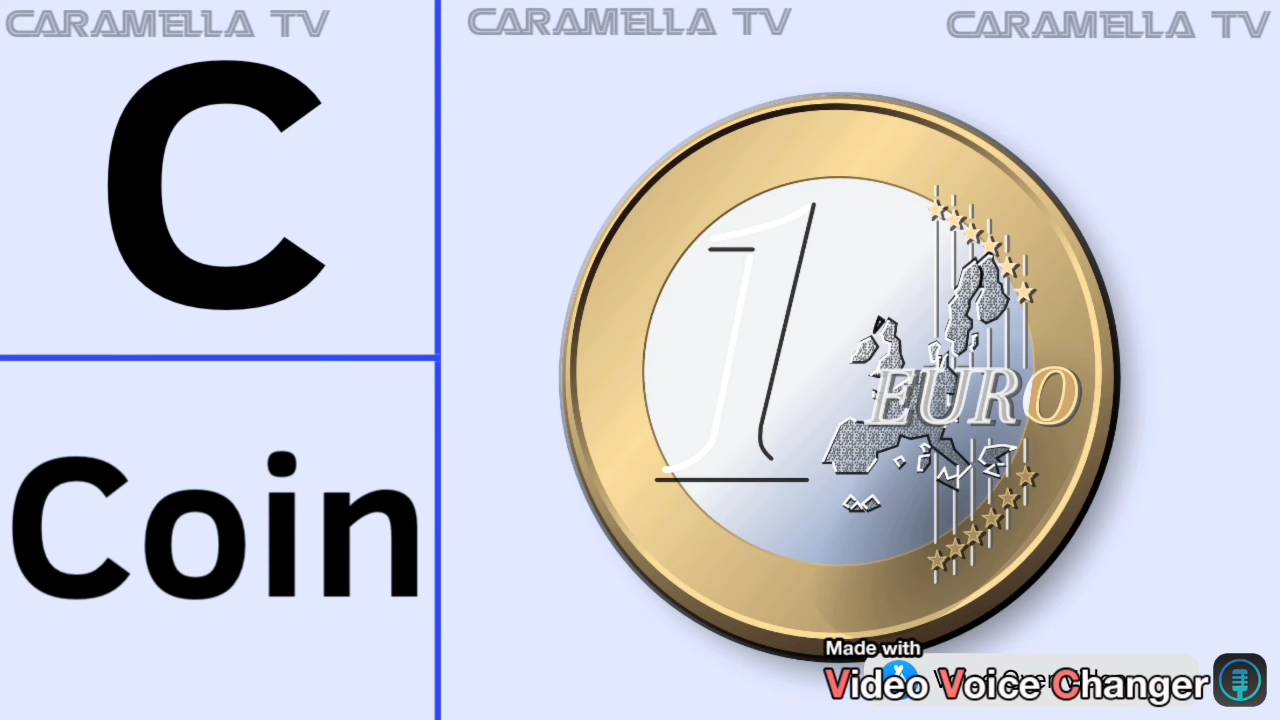 CARAMELLA TV
CARAMELLA TV
CARAMELLA TV
C
Coin
1
EURO
Made with
Video Voice Changer